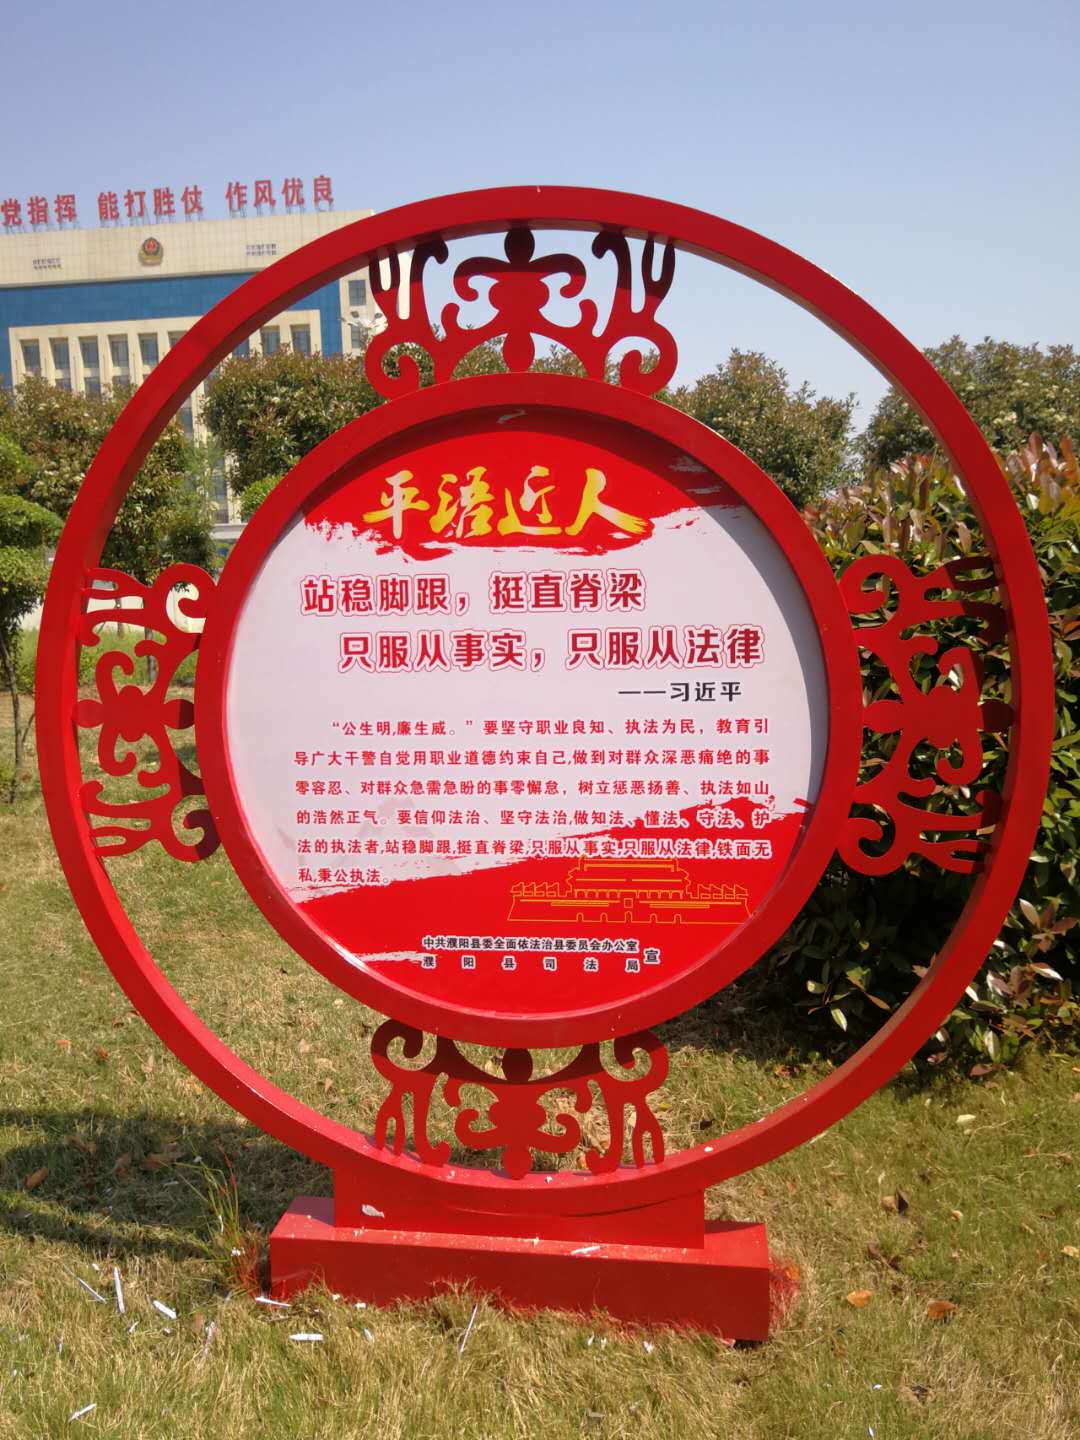 党指挥 能打胜仗 作风优良
平语近人
站稳脚跟，挺直脊梁
只服从事实，只服从法律
——习近平
“公生明,廉生威。”要坚守职业良知、执法为民，教育引
导广大干警自觉用职业道德约束自己,做到对群众深恶痛绝的事
零容忍、对群众急需急盼的事零懈怠，树立惩恶扬善、执法如山
的浩然正气。要信仰法治、坚守法治,做知法、懂法、守法、护
法的执法者,站稳脚跟,挺直脊梁,只服从事实,只服从法律,铁面无
私,秉公执法。
中共濮阳县委全面依法治县委员会办公室
濮阳县司法局 宣